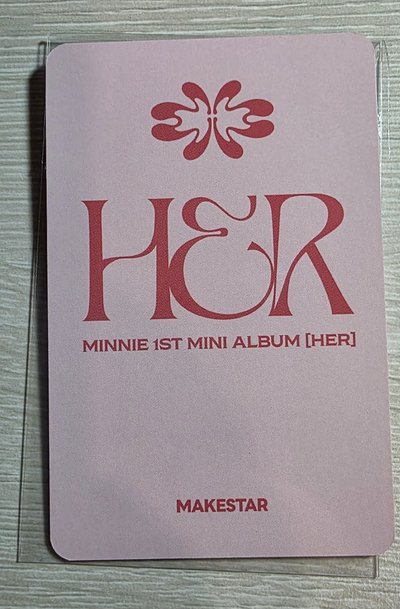 HER
MINNIE 1ST MINI ALBUM [HER]
MAKESTAR